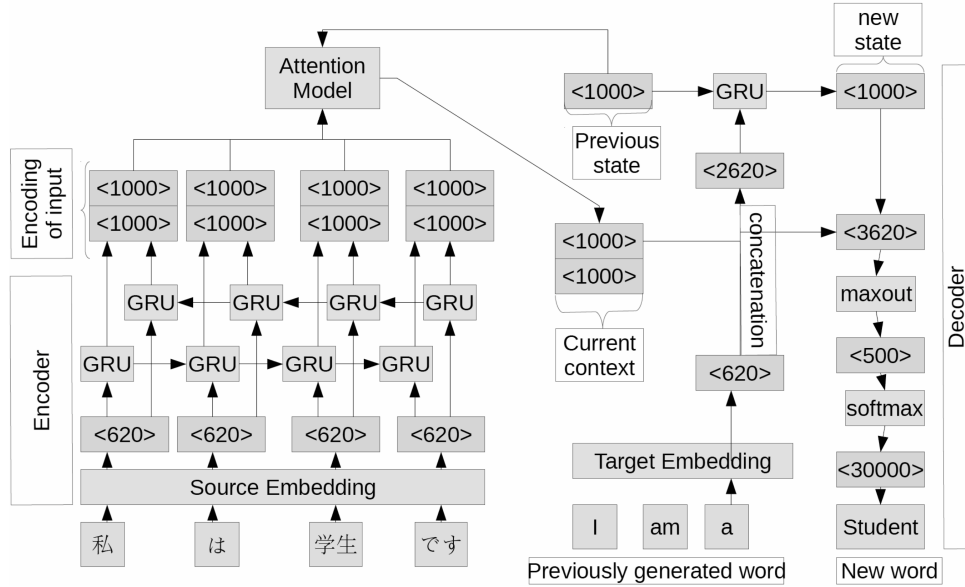 new
state
Attention
Model
<1000>
GRU
<1000>
Previous
state
<2620>
Encoding
of input
<1000> <1000> <1000> <1000>
<1000> <1000> <1000> <1000>
<1000>
<1000>
concatenation
<3620>
Decoder
GRU GRU GRU GRU
maxout
Encoder
GRU GRU GRU GRU
Current
context
<500>
<620>
softmax
<620> <620> <620> <620>
Target Embedding
<30000>
Source Embedding
私 は 学生 です
I am a
Student
Previously generated word
New word